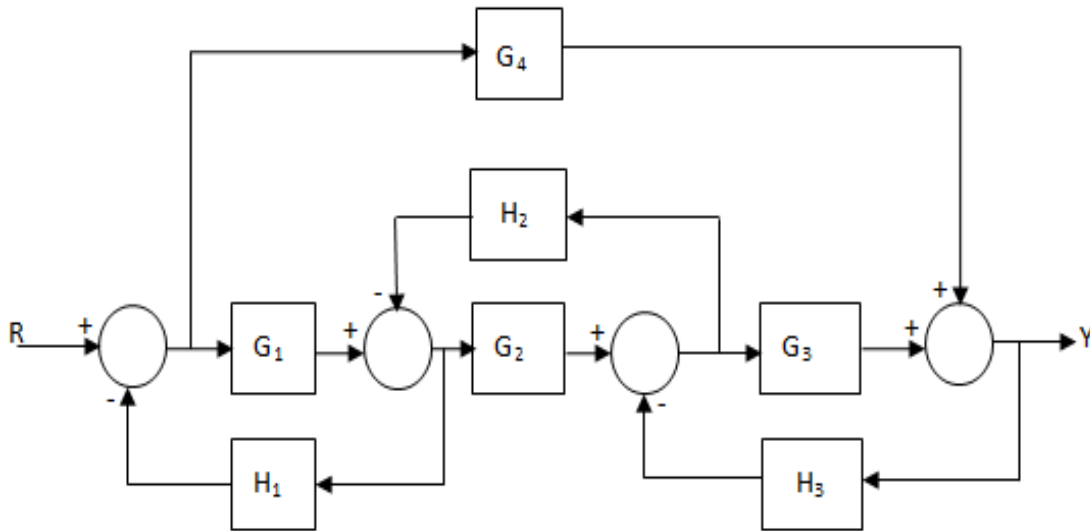 G₄
H₂
- +
R + G₁ + G₂ + G₃ + Y
- -
H₁ H₃